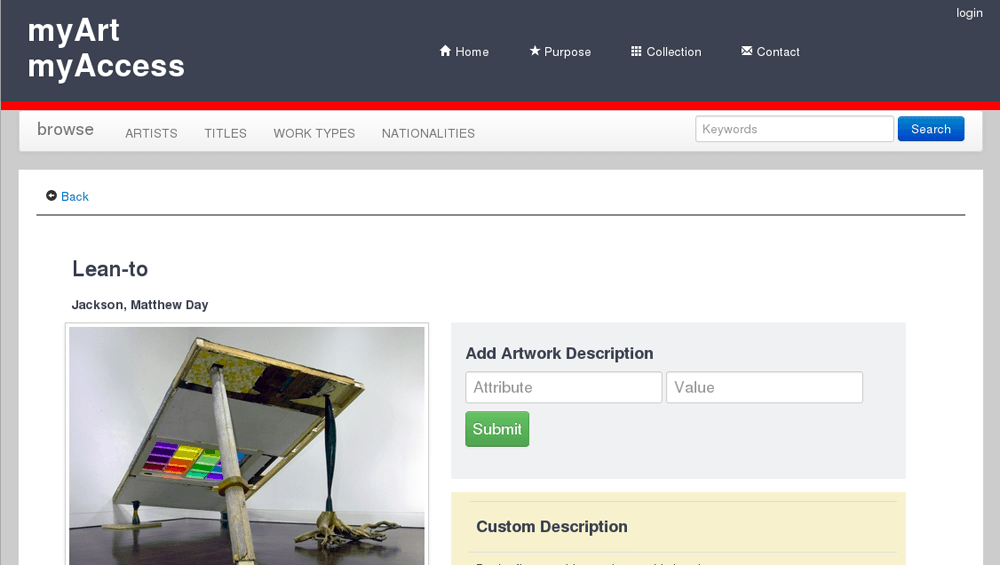 login
myArt
myAccess
Home Purpose Collection Contact
browse ARTISTS TITLES WORK TYPES NATIONALITIES Keywords Search
Back
Lean-to
Jackson, Matthew Day
Add Artwork Description
Attribute Value
Submit
Custom Description